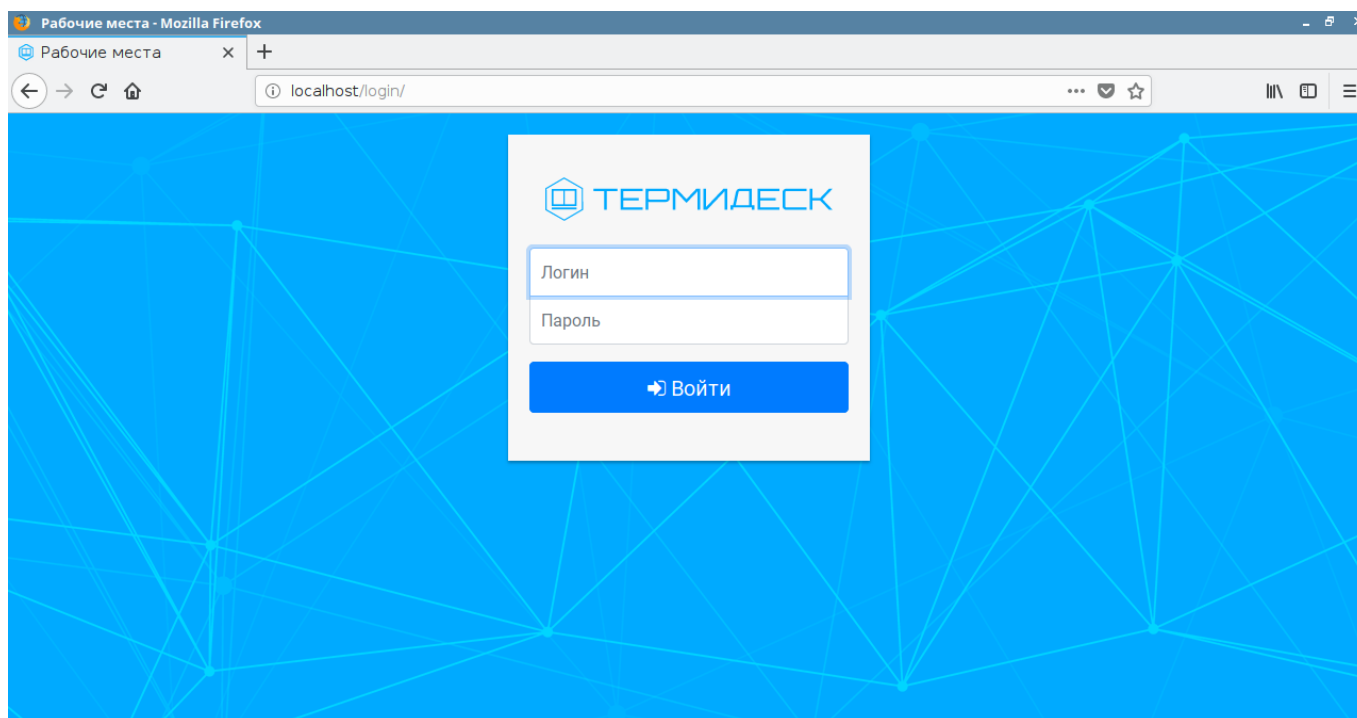 Рабочие места - Mozilla Firefox
Рабочие места
localhost/login/
ТЕРМИДЕСК
Логин
Пароль
Войти